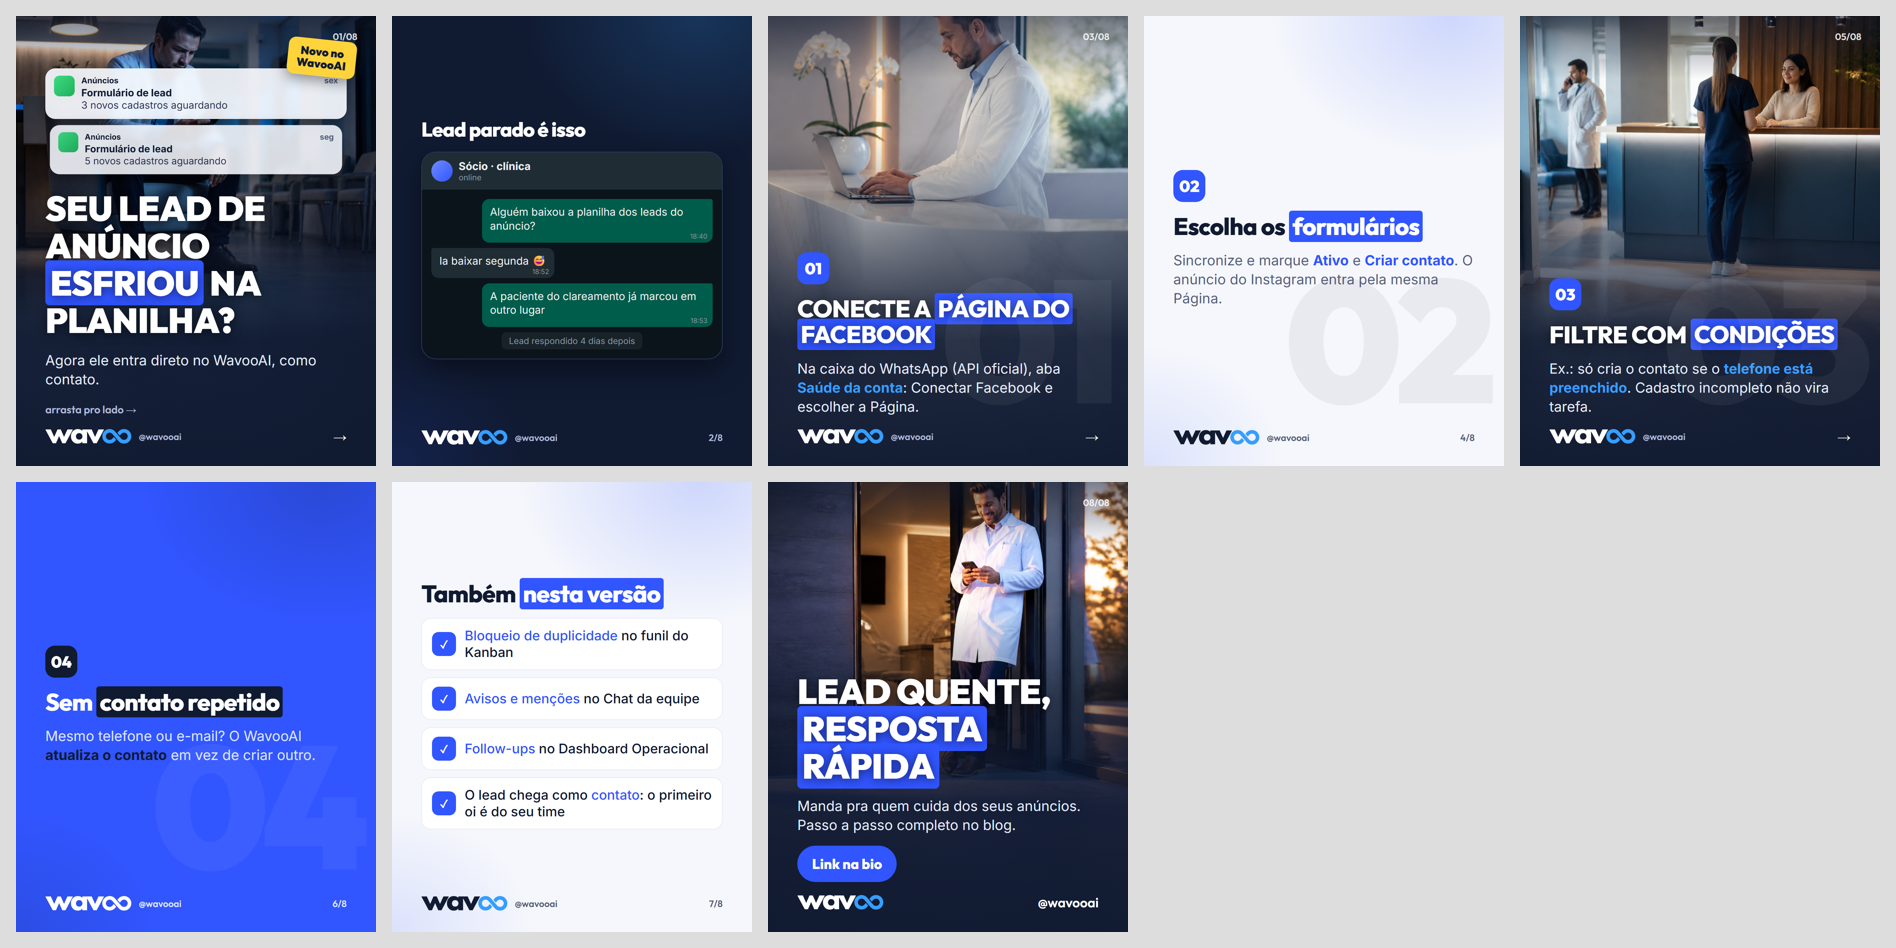 01/08
Novo no
WavooAI
Anúncios
sex
Formulário de lead
3 novos cadastros aguardando
Anúncios
seg
Formulário de lead
5 novos cadastros aguardando
SEU LEAD DE
ANÚNCIO
ESFRIOU NA
PLANILHA?
Agora ele entra direto no WavooAI, como
contato.
arrasta pro lado →
wavoo @wavooai →
Lead parado é isso
Sócio · clínica
online
Alguém baixou a planilha dos leads do
anúncio?
18:40
Ia baixar segunda 😅
18:52
A paciente do clareamento já marcou em
outro lugar
18:53
Lead respondido 4 dias depois
wavoo @wavooai 2/8
03/08
01
01
CONECTE A PÁGINA DO
FACEBOOK
Na caixa do WhatsApp (API oficial), aba
Saúde da conta: Conectar Facebook e
escolher a Página.
wavoo @wavooai →
02
Escolha os formulários
Sincronize e marque Ativo e Criar contato. O
anúncio do Instagram entra pela mesma
Página.
02
wavoo @wavooai 4/8
05/08
03
03
FILTRE COM CONDIÇÕES
Ex.: só cria o contato se o telefone está
preenchido. Cadastro incompleto não vira
tarefa.
wavoo @wavooai →
04
Sem contato repetido
Mesmo telefone ou e-mail? O WavooAI
atualiza o contato em vez de criar outro.
04
wavoo @wavooai 6/8
Também nesta versão
✓ Bloqueio de duplicidade no funil do
Kanban
✓ Avisos e menções no Chat da equipe
✓ Follow-ups no Dashboard Operacional
✓ O lead chega como contato: o primeiro
oi é do seu time
wavoo @wavooai 7/8
08/08
LEAD QUENTE,
RESPOSTA
RÁPIDA
Manda pra quem cuida dos seus anúncios.
Passo a passo completo no blog.
Link na bio
wavoo @wavooai